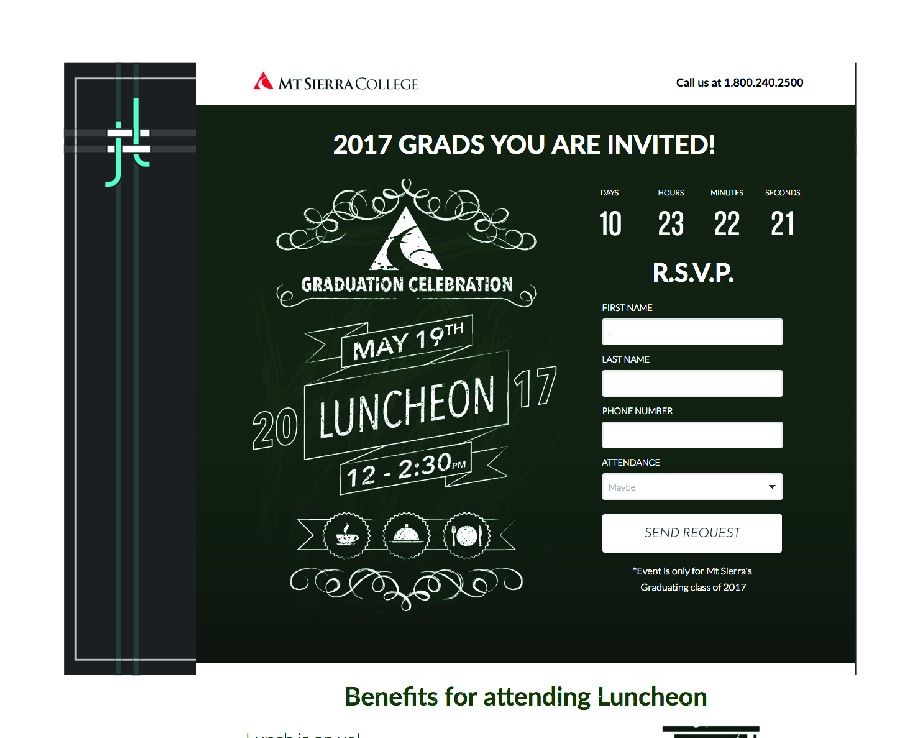 jt
MT SIERRA COLLEGE
Call us at 1.800.240.2500
2017 GRADS YOU ARE INVITED!
DAYS HOURS MINUTES SECONDS
10 23 22 21
GRADUATION CELEBRATION
MAY 19TH
20 LUNCHEON 17
12 - 2:30PM
R.S.V.P.
FIRST NAME
LAST NAME
PHONE NUMBER
ATTENDANCE
Maybe
SEND REQUEST
*Event is only for Mt Sierra's
Graduating class of 2017
Benefits for attending Luncheon